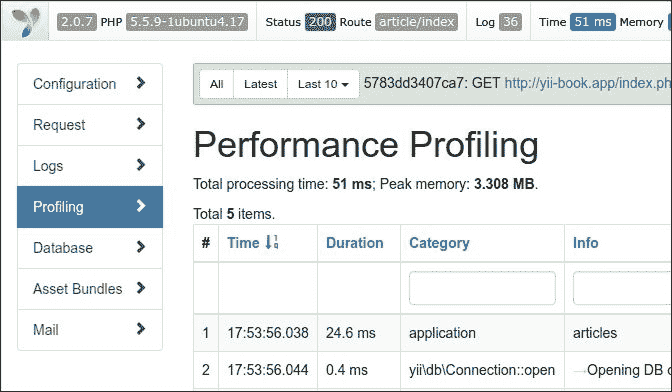 2.0.7 PHP 5.5.9-1ubuntu4.17 Status 200 Route article/index Log 36 Time 51 ms Memory
Configuration
Request
Logs
Profiling
Database
Asset Bundles
Mail
All Latest Last 10 5783dd3407ca7: GET http://yii-book.app/index.ph
Performance Profiling
Total processing time: 51 ms; Peak memory: 3.308 MB.
Total 5 items.
# Time Duration Category Info
1 17:53:56.038 24.6 ms application articles
2 17:53:56.044 0.4 ms yii\db\Connection::open →Opening DB c